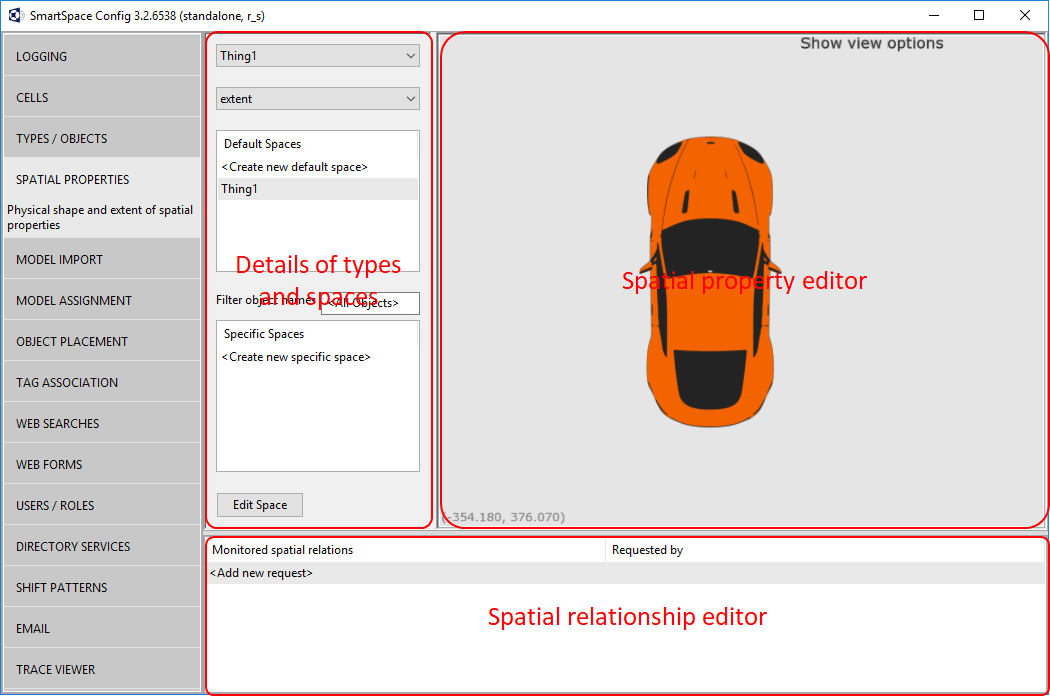 SmartSpace Config 3.2.6538 (standalone, r_s)
LOGGING
CELLS
TYPES / OBJECTS
SPATIAL PROPERTIES
Physical shape and extent of spatial
properties
MODEL IMPORT
MODEL ASSIGNMENT
OBJECT PLACEMENT
TAG ASSOCIATION
WEB SEARCHES
WEB FORMS
USERS / ROLES
DIRECTORY SERVICES
SHIFT PATTERNS
EMAIL
TRACE VIEWER
Thing1
extent
Default Spaces
<Create new default space>
Thing1
Details of types
and spaces
Filter object names
<All Objects>
Specific Spaces
<Create new specific space>
Edit Space
Show view options
Spatial property editor
(-354.180, 376.070)
Monitored spatial relations
Requested by
<Add new request>
Spatial relationship editor